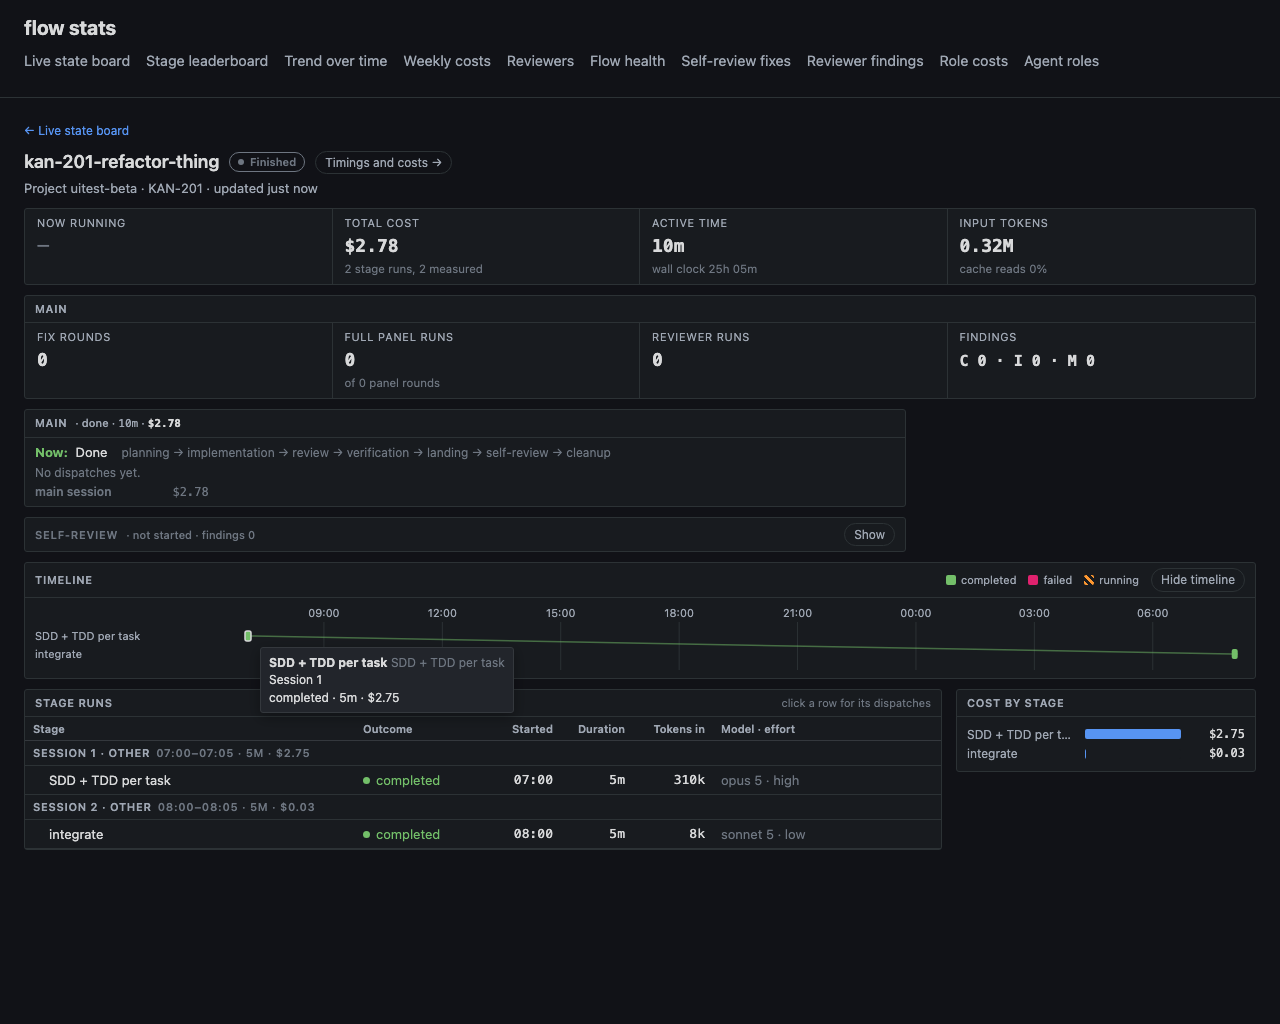 flow stats
Live state board Stage leaderboard Trend over time Weekly costs Reviewers Flow health Self-review fixes Reviewer findings Role costs Agent roles
← Live state board
kan-201-refactor-thing Finished Timings and costs →
Project uitest-beta · KAN-201 · updated just now
NOW RUNNING TOTAL COST ACTIVE TIME INPUT TOKENS
— $2.78 10m 0.32M
2 stage runs, 2 measured wall clock 25h 05m cache reads 0%
MAIN
FIX ROUNDS FULL PANEL RUNS REVIEWER RUNS FINDINGS
0 0 0 C 0 · I 0 · M 0
of 0 panel rounds
MAIN · done · 10m · $2.78
Now: Done planning → implementation → review → verification → landing → self-review → cleanup
No dispatches yet.
main session $2.78
SELF-REVIEW · not started · findings 0 Show
TIMELINE completed failed running Hide timeline
09:00 12:00 15:00 18:00 21:00 00:00 03:00 06:00
SDD + TDD per task
integrate
SDD + TDD per task SDD + TDD per task
Session 1
completed · 5m · $2.75
STAGE RUNS click a row for its dispatches
Stage Outcome Started Duration Tokens in Model · effort
SESSION 1 · OTHER 07:00–07:05 · 5M · $2.75
SDD + TDD per task completed 07:00 5m 310k opus 5 · high
SESSION 2 · OTHER 08:00–08:05 · 5M · $0.03
integrate completed 08:00 5m 8k sonnet 5 · low
COST BY STAGE
SDD + TDD per t... $2.75
integrate $0.03